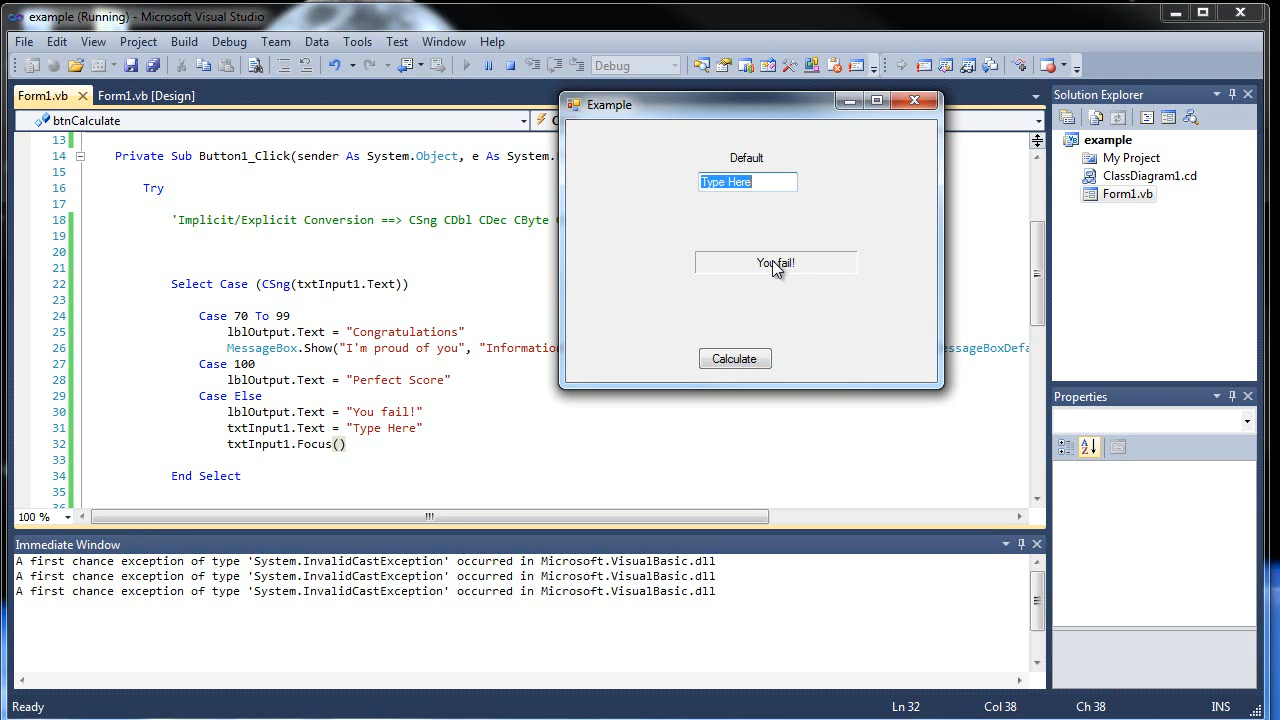 example (Running) - Microsoft Visual Studio
File Edit View Project Build Debug Team Data Tools Test Window Help
Debug
Form1.vb Form1.vb [Design]
btnCalculate
13
14 Private Sub Button1_Click(sender As System.Object, e As System.
15
16 Try
17
18 'Implicit/Explicit Conversion ==> CSng CDbl CDec CByte
19
20
21
22 Select Case (CSng(txtInput1.Text))
23
24 Case 70 To 99
25 lblOutput.Text = "Congratulations"
26 MessageBox.Show("I'm proud of you", "Information
essageBoxDefa
27 Case 100
28 lblOutput.Text = "Perfect Score"
29 Case Else
30 lblOutput.Text = "You fail!"
31 txtInput1.Text = "Type Here"
32 txtInput1.Focus()
33
34 End Select
35
100 %
Example
Default
Type Here
You fail!
Calculate
Solution Explorer
example
My Project
ClassDiagram1.cd
Form1.vb
Properties
Immediate Window
A first chance exception of type 'System.InvalidCastException' occurred in Microsoft.VisualBasic.dll
A first chance exception of type 'System.InvalidCastException' occurred in Microsoft.VisualBasic.dll
A first chance exception of type 'System.InvalidCastException' occurred in Microsoft.VisualBasic.dll
Ready Ln 32 Col 38 Ch 38 INS